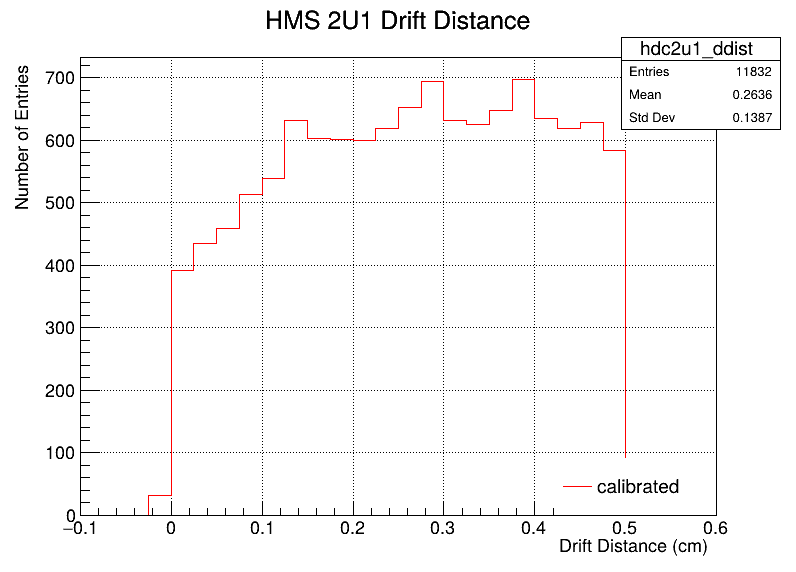 HMS 2U1 Drift Distance
hdc2u1_ddist
Entries 11832
Mean 0.2636
Std Dev 0.1387
Number of Entries
700
600
500
400
300
200
100
0
−0.1 0 0.1 0.2 0.3 0.4 0.5 0.6
Drift Distance (cm)
calibrated